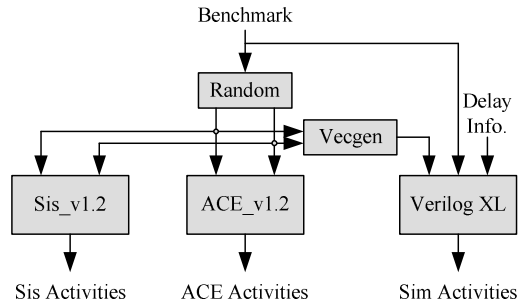 Benchmark
Random
Delay
Info.
Vecgen
Sis_v1.2
ACE_v1.2
Verilog XL
Sis Activities
ACE Activities
Sim Activities